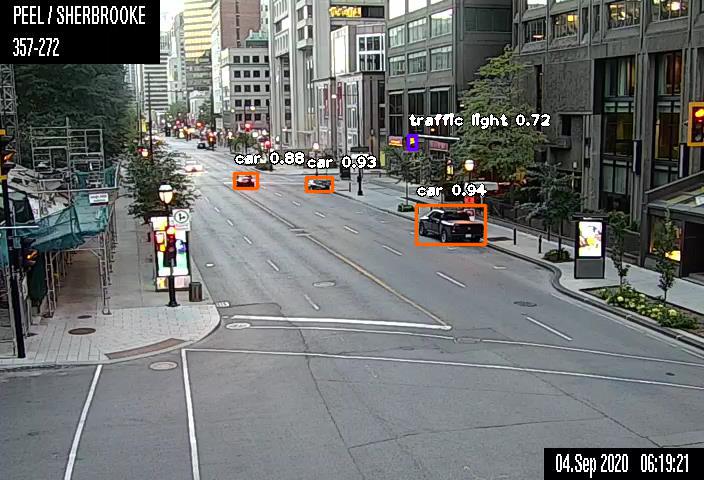 PEEL / SHERBROOKE
357-272
traffic light 0.72
car 0.88
car 0.93
car 0.94
04.Sep 2020 06:19:21